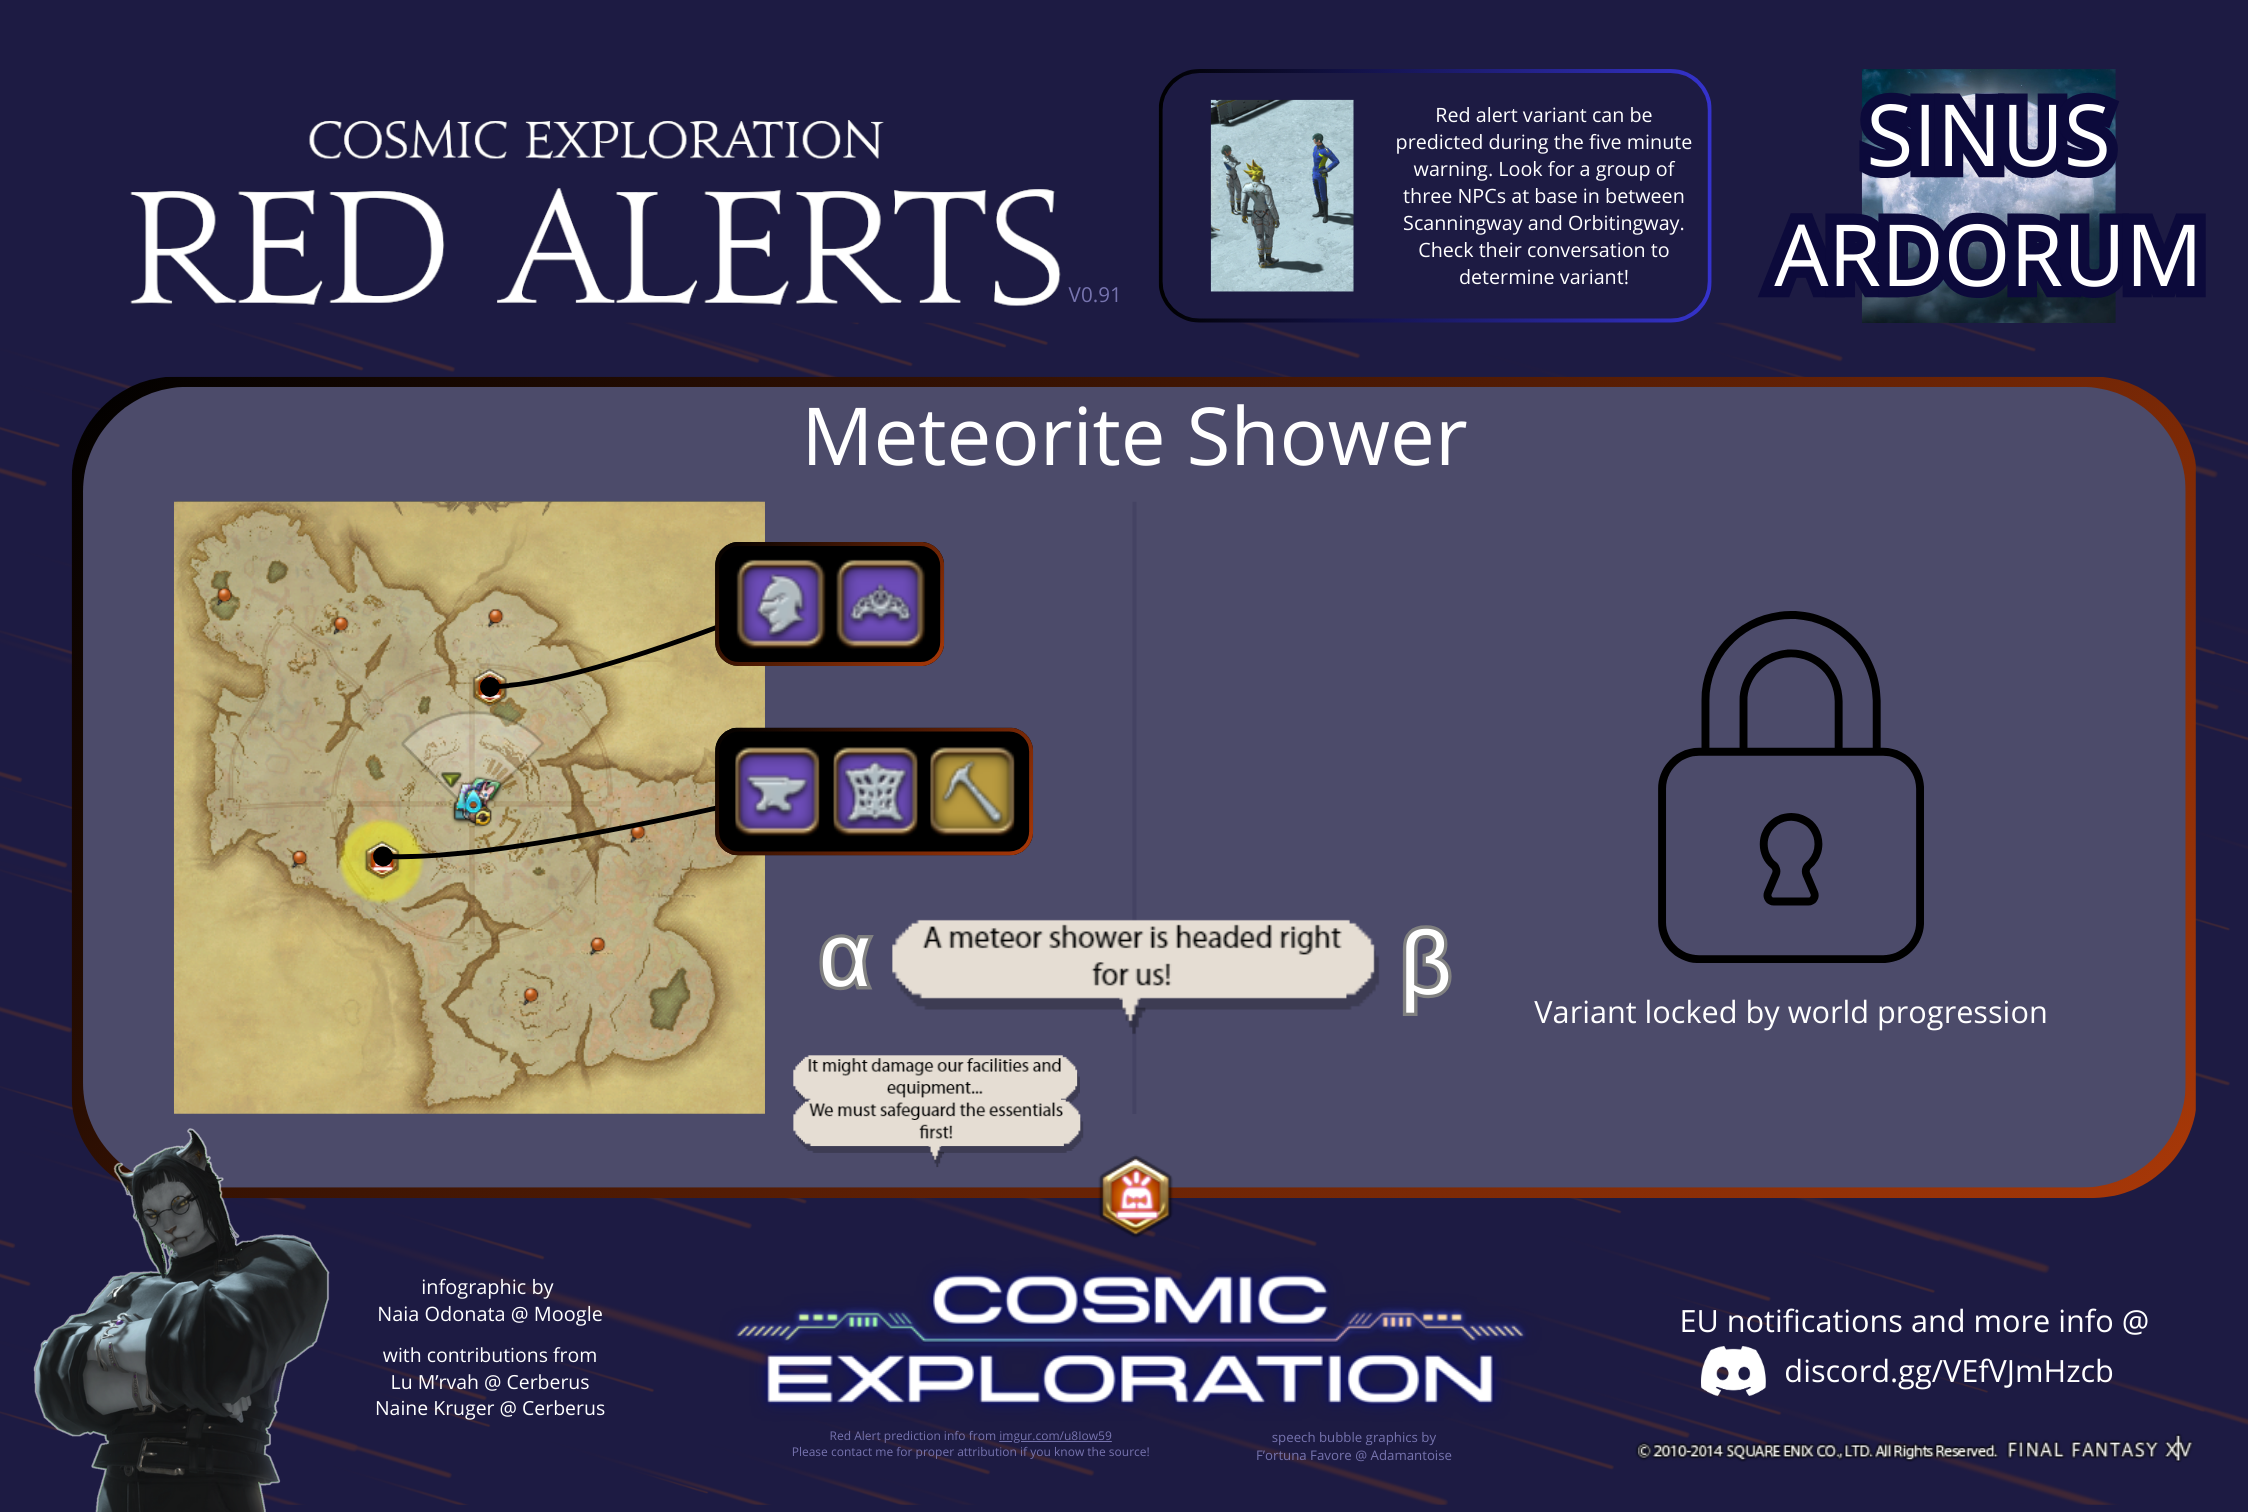 COSMIC EXPLORATION
RED ALERTS
V0.91
Red alert variant can be
predicted during the five minute
warning. Look for a group of
three NPCs at base in between
Scanningway and Orbitingway.
Check their conversation to
determine variant!
SINUS
ARDORUM
Meteorite Shower
α
A meteor shower is headed right
for us!
β
It might damage our facilities and
equipment...
We must safeguard the essentials
first!
Variant locked by world progression
infographic by
Naia Odonata @ Moogle
with contributions from
Lu M'rvah @ Cerberus
Naine Kruger @ Cerberus
COSMIC
EXPLORATION
Red Alert prediction info from imgur.com/u8Iow59
Please contact me for proper attribution if you know the source!
speech bubble graphics by
F'ortuna Favore @ Adamantoise
EU notifications and more info @
discord.gg/VEfVJmHzcb
© 2010-2014 SQUARE ENIX CO., LTD. All Rights Reserved. FINAL FANTASY XIV